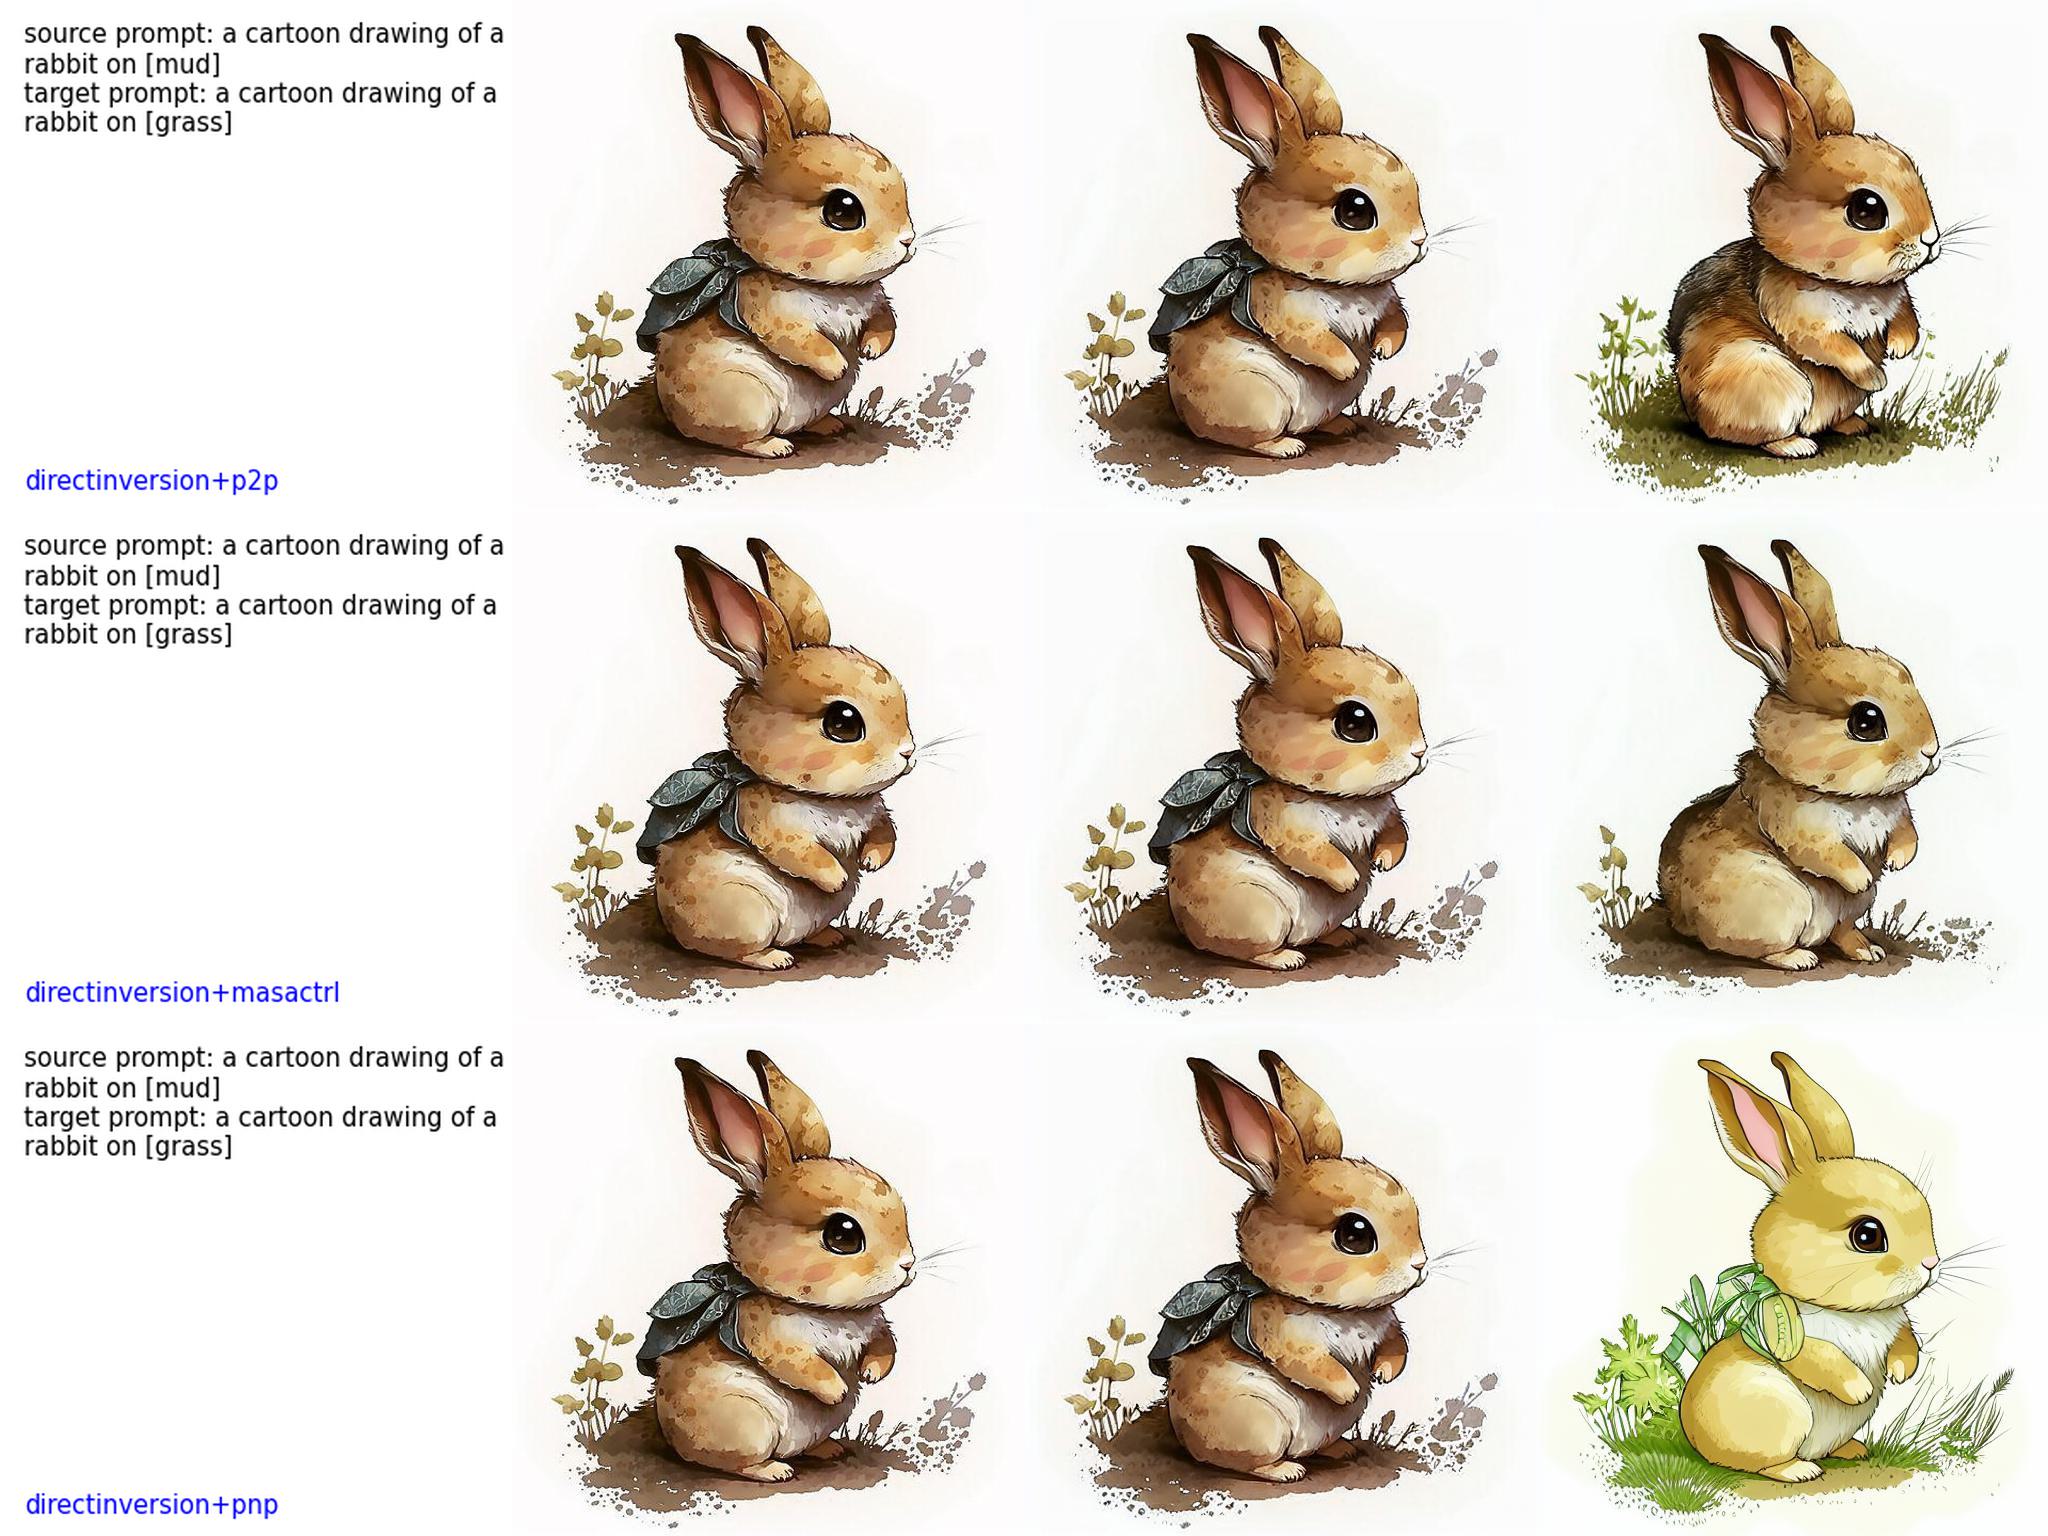 source prompt: a cartoon drawing of a
rabbit on [mud]
target prompt: a cartoon drawing of a
rabbit on [grass]
directinversion+p2p
source prompt: a cartoon drawing of a
rabbit on [mud]
target prompt: a cartoon drawing of a
rabbit on [grass]
directinversion+masactrl
source prompt: a cartoon drawing of a
rabbit on [mud]
target prompt: a cartoon drawing of a
rabbit on [grass]
directinversion+pnp